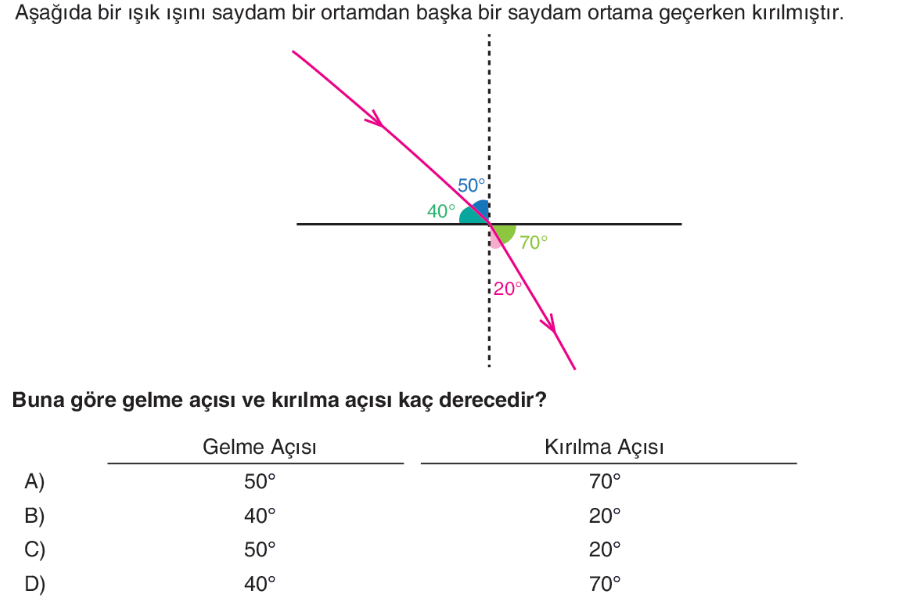 Aşağıda bir ışık ışını saydam bir ortamdan başka bir saydam ortama geçerken kırılmıştır.
50°
40°
70°
20°
Buna göre gelme açısı ve kırılma açısı kaç derecedir?
Gelme Açısı Kırılma Açısı
A) 50° 70°
B) 40° 20°
C) 50° 20°
D) 40° 70°